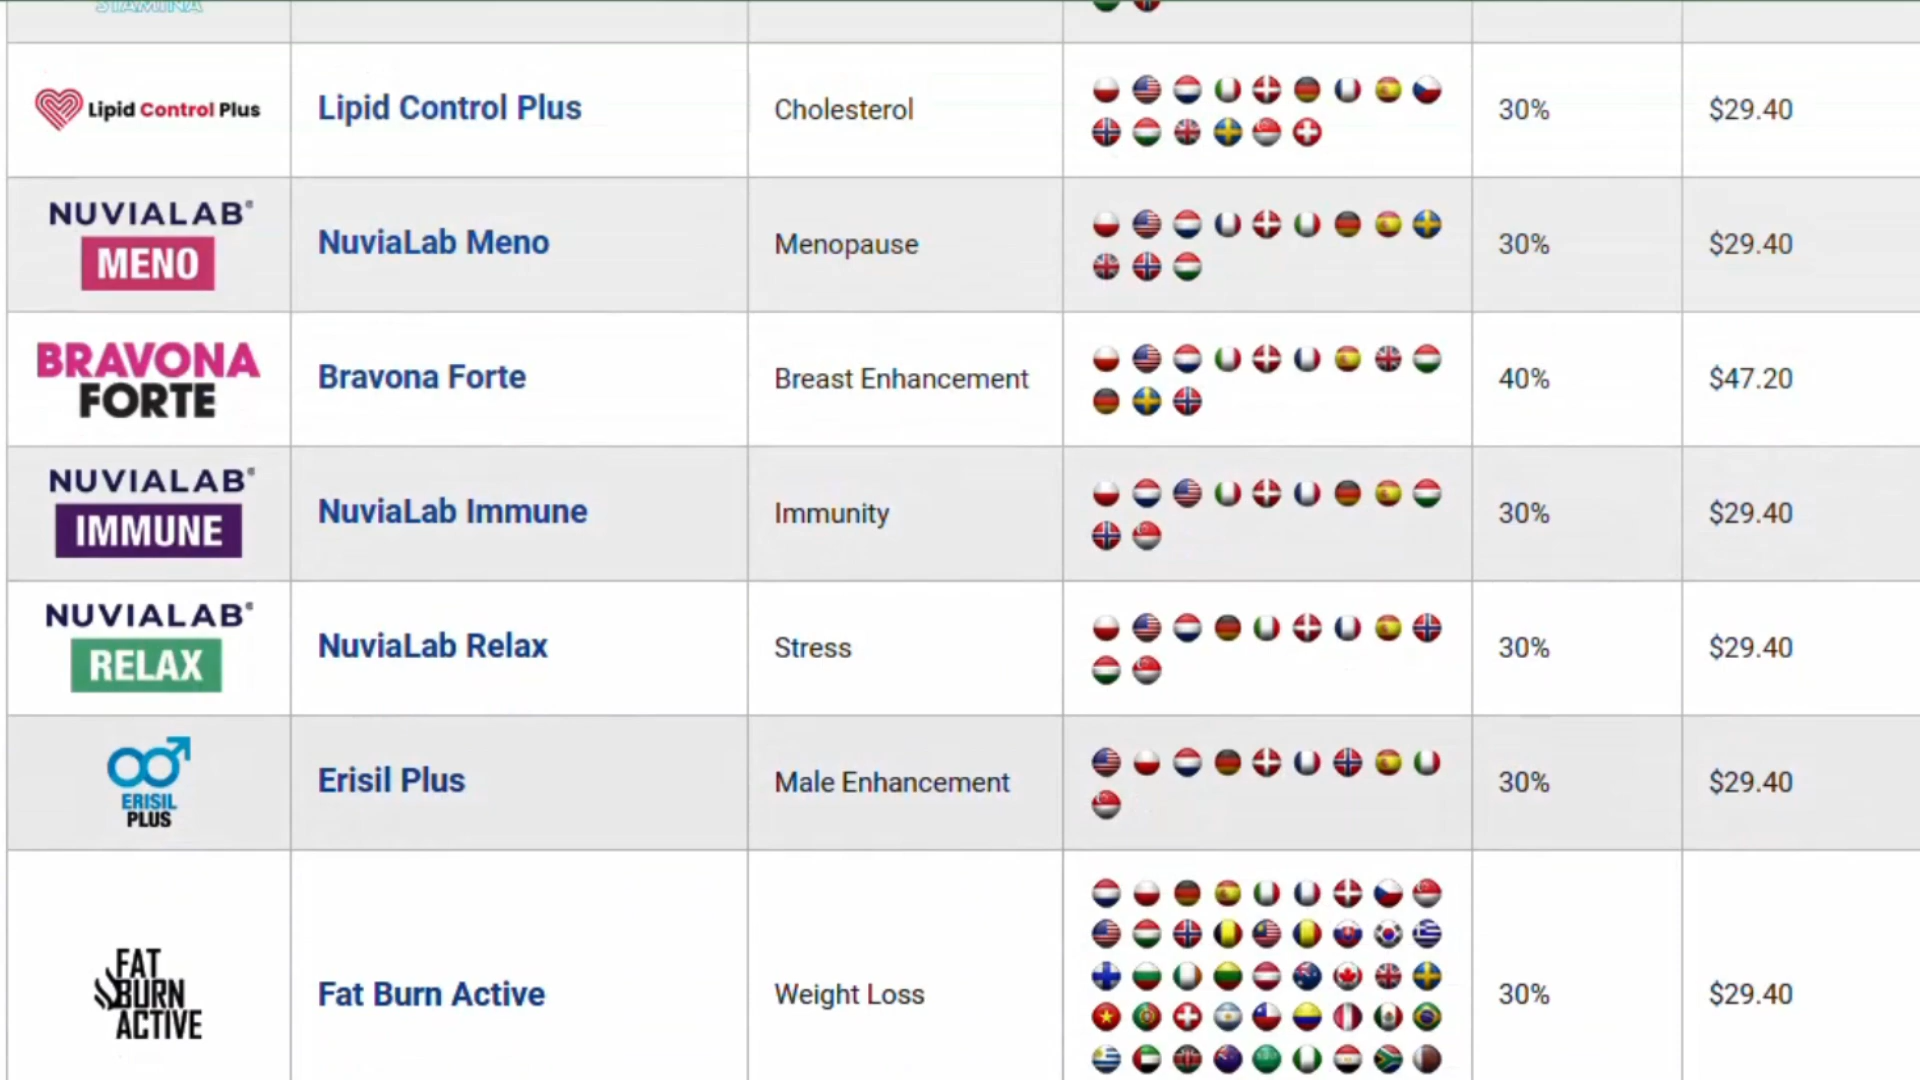 STAMINA
Lipid Control Plus Lipid Control Plus Cholesterol 30% $29.40
NUVIALAB®
MENO
NuviaLab Meno Menopause 30% $29.40
BRAVONA
FORTE
Bravona Forte Breast Enhancement 40% $47.20
NUVIALAB®
IMMUNE
NuviaLab Immune Immunity 30% $29.40
NUVIALAB®
RELAX
NuviaLab Relax Stress 30% $29.40
ERISIL
PLUS
Erisil Plus Male Enhancement 30% $29.40
FAT
BURN
ACTIVE
Fat Burn Active Weight Loss 30% $29.40